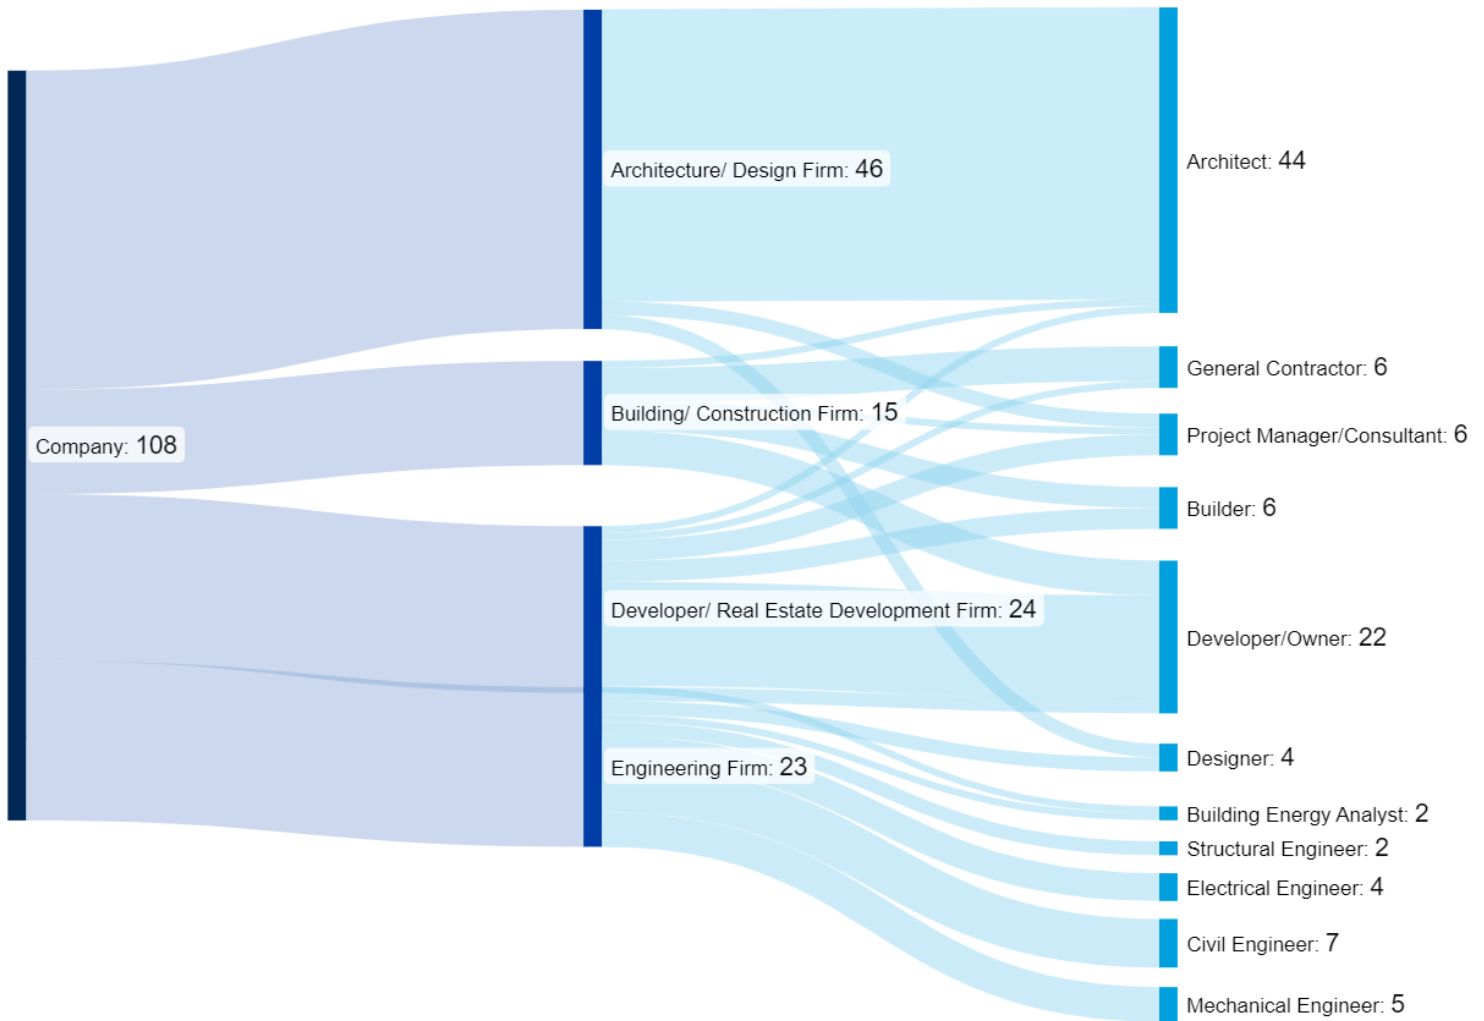 Company: 108
Architecture/ Design Firm: 46
Building/ Construction Firm: 15
Developer/ Real Estate Development Firm: 24
Engineering Firm: 23
Architect: 44
General Contractor: 6
Project Manager/Consultant: 6
Builder: 6
Developer/Owner: 22
Designer: 4
Building Energy Analyst: 2
Structural Engineer: 2
Electrical Engineer: 4
Civil Engineer: 7
Mechanical Engineer: 5